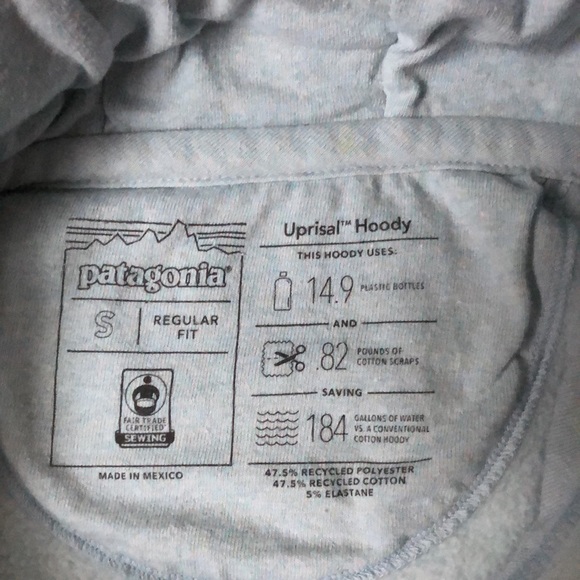 patagonia®
S
REGULAR
FIT
FAIR TRADE
CERTIFIED™
SEWING
MADE IN MEXICO
Uprisal™ Hoody
THIS HOODY USES:
14.9 PLASTIC BOTTLES
AND
.82 POUNDS OF
COTTON SCRAPS
SAVING
184 GALLONS OF WATER
VS. A CONVENTIONAL
COTTON HOODY
47.5% RECYCLED POLYESTER
47.5% RECYCLED COTTON
5% ELASTANE